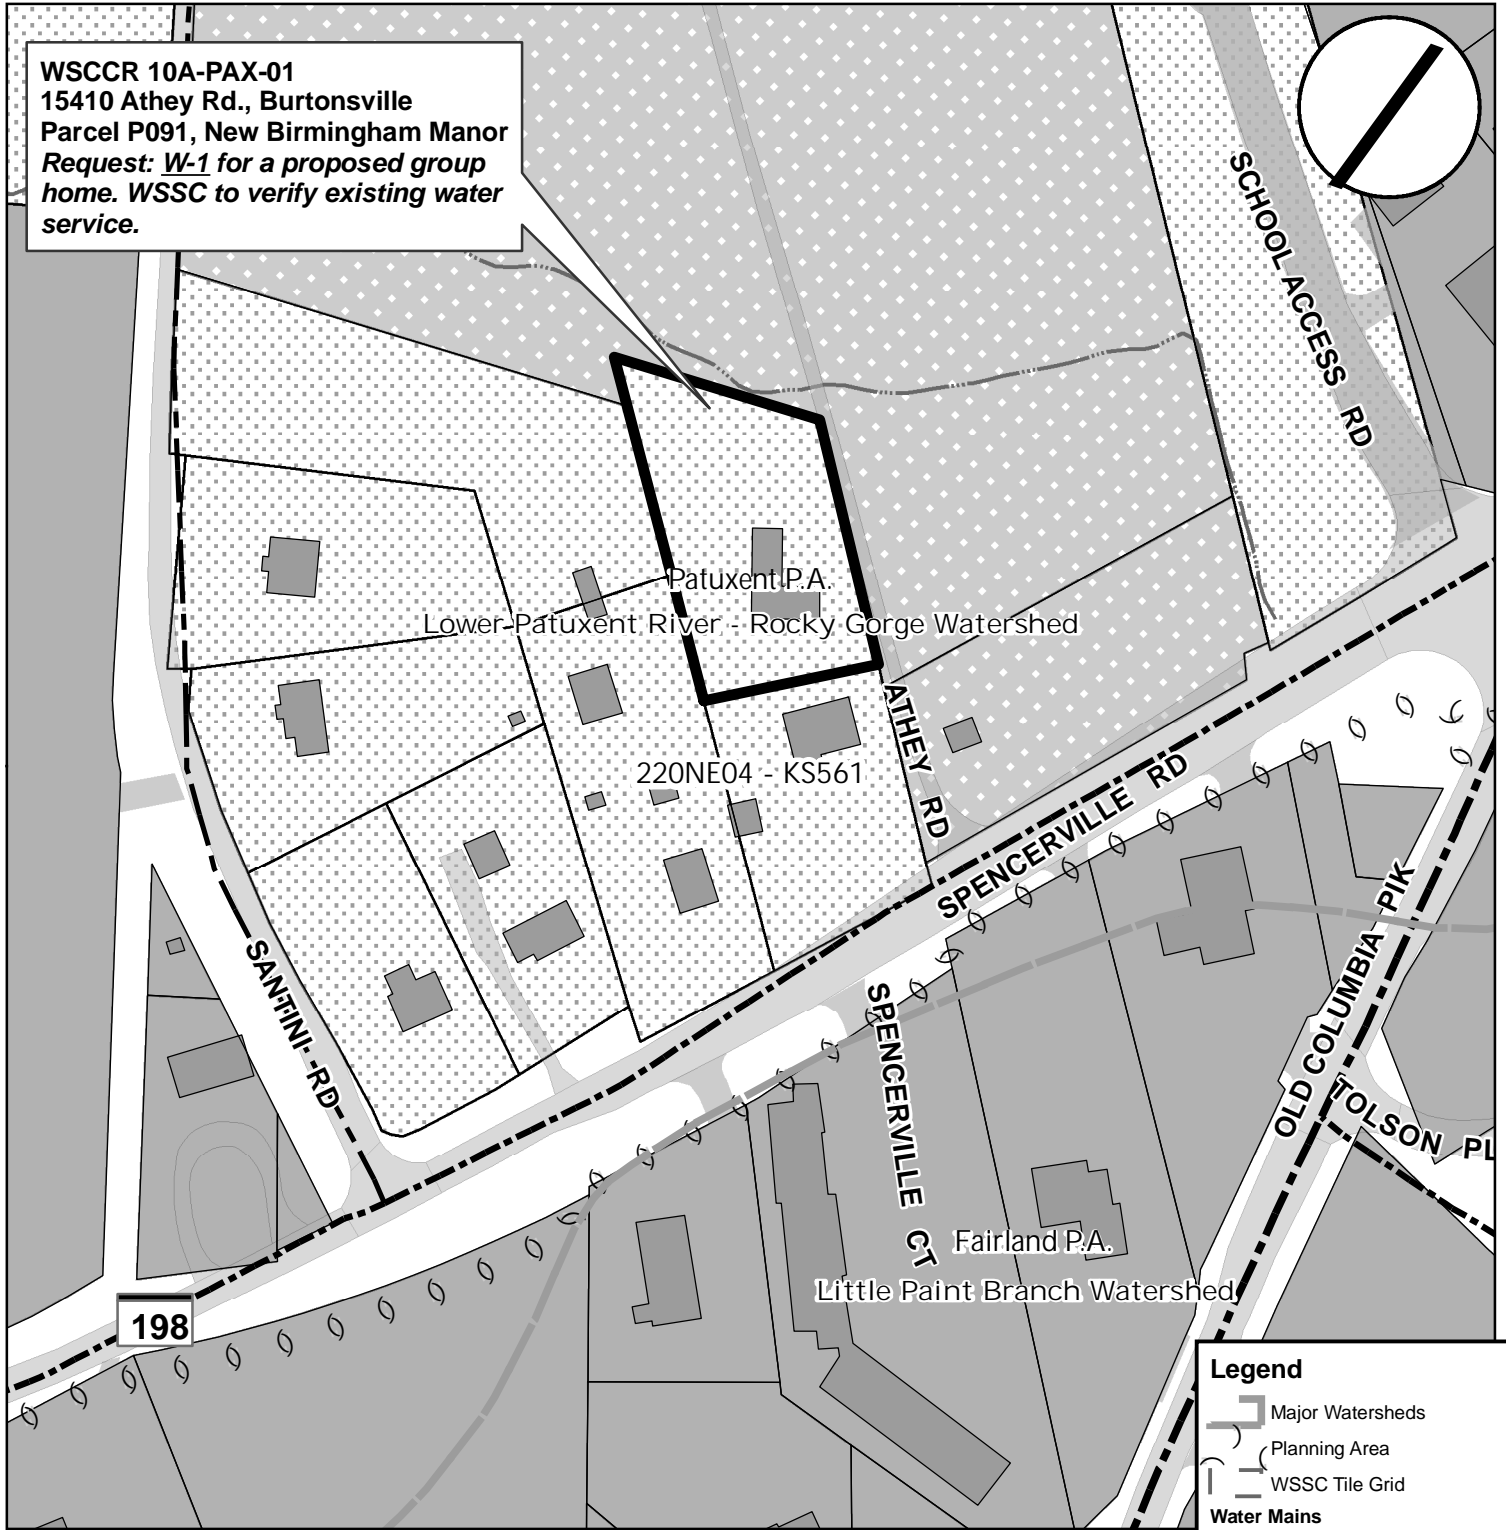 WSCCR 10A-PAX-01
15410 Athey Rd., Burtonsville
Parcel P091, New Birmingham Manor
Request: W-1 for a proposed group
home. WSSC to verify existing water
service.
SCHOOL ACCESS RD
Patuxent P.A.
Lower Patuxent River - Rocky Gorge Watershed
ATHEY RD
220NE04 - KS561
SPENCERVILLE RD
SANTINI RD
SPENCERVILLE CT
OLD COLUMBIA PIK
TOLSON PL
Fairland P.A.
Little Paint Branch Watershed
198
Legend
Major Watersheds
Planning Area
WSSC Tile Grid
Water Mains